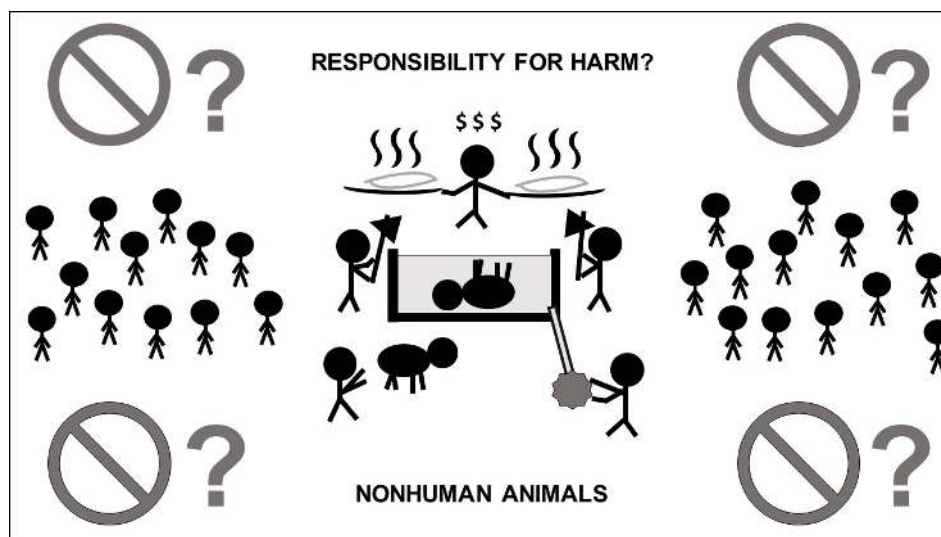 ? ?
RESPONSIBILITY FOR HARM?
$$$
? ?
NONHUMAN ANIMALS